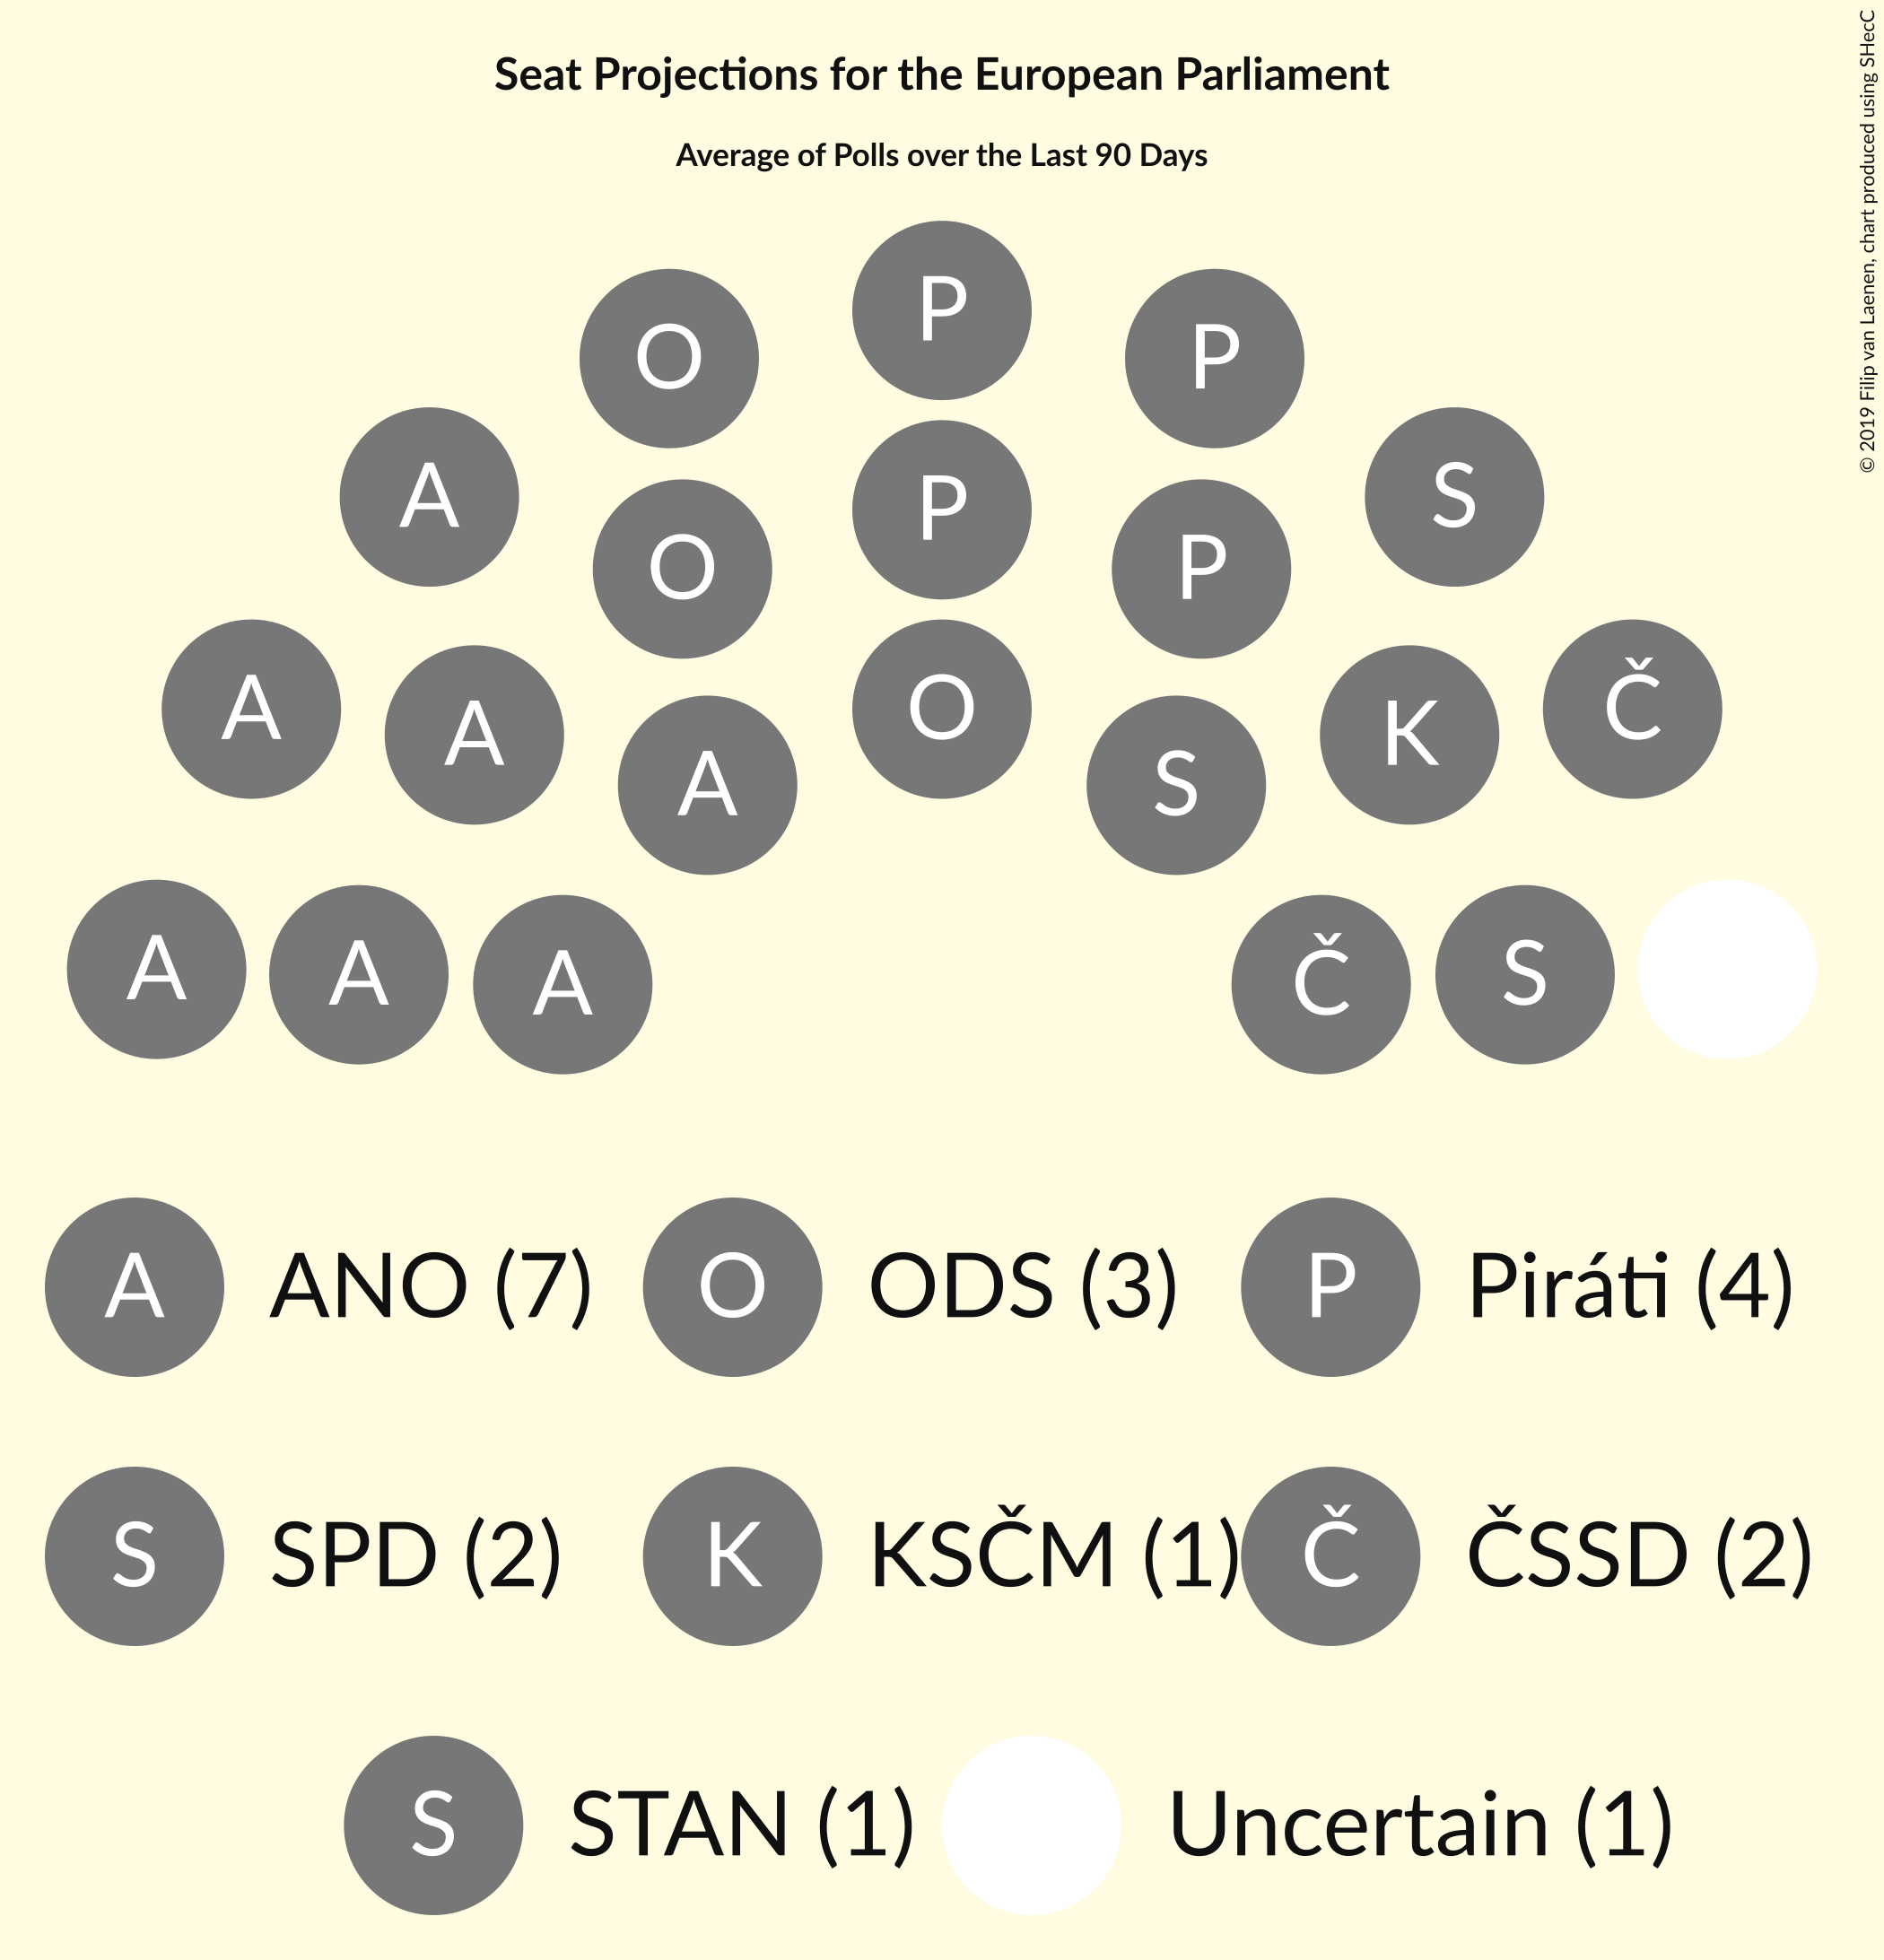 Seat Projections for the European Parliament
Average of Polls over the Last 90 Days
© 2019 Filip van Laenen, chart produced using SHecC
P
O P
A S
P
O P
A Č
A K
O
A S
A A A Č S
A ANO (7) O ODS (3) P Piráti (4)
S SPD (2) K KSČM (1) Č ČSSD (2)
S STAN (1) Uncertain (1)